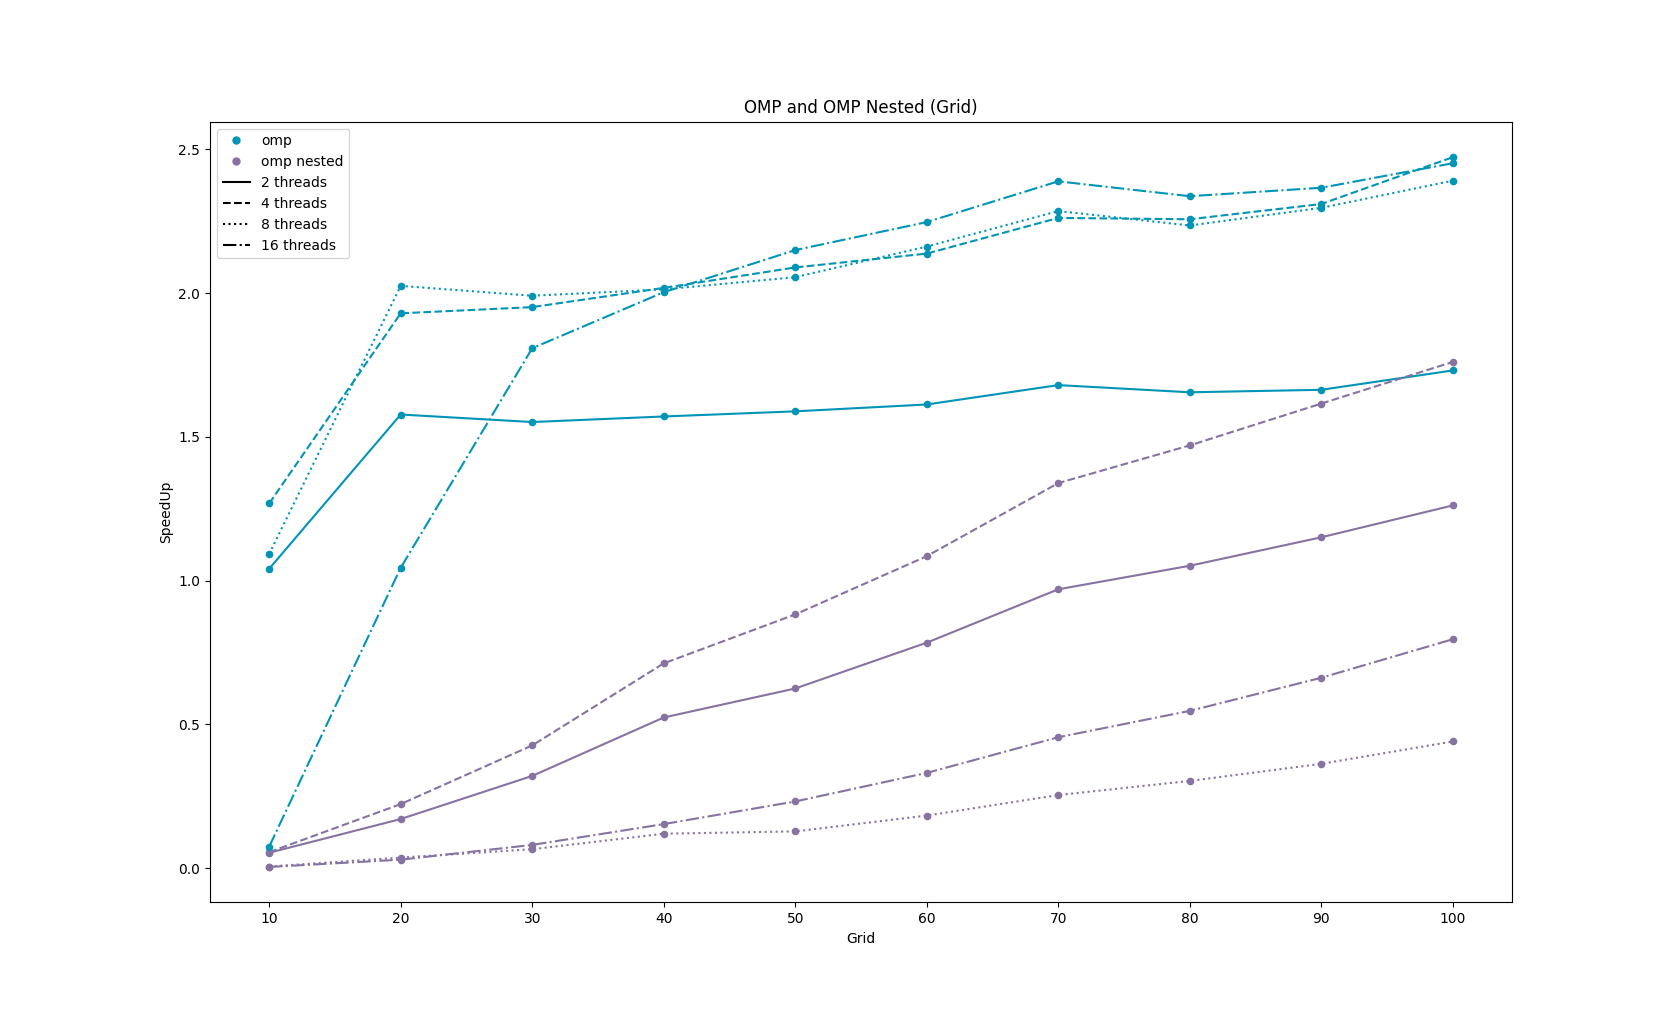 OMP and OMP Nested (Grid)
omp
omp nested
2 threads
4 threads
8 threads
16 threads
2.5
2.0
1.5
1.0
0.5
0.0
SpeedUp
10 20 30 40 50 60 70 80 90 100
Grid